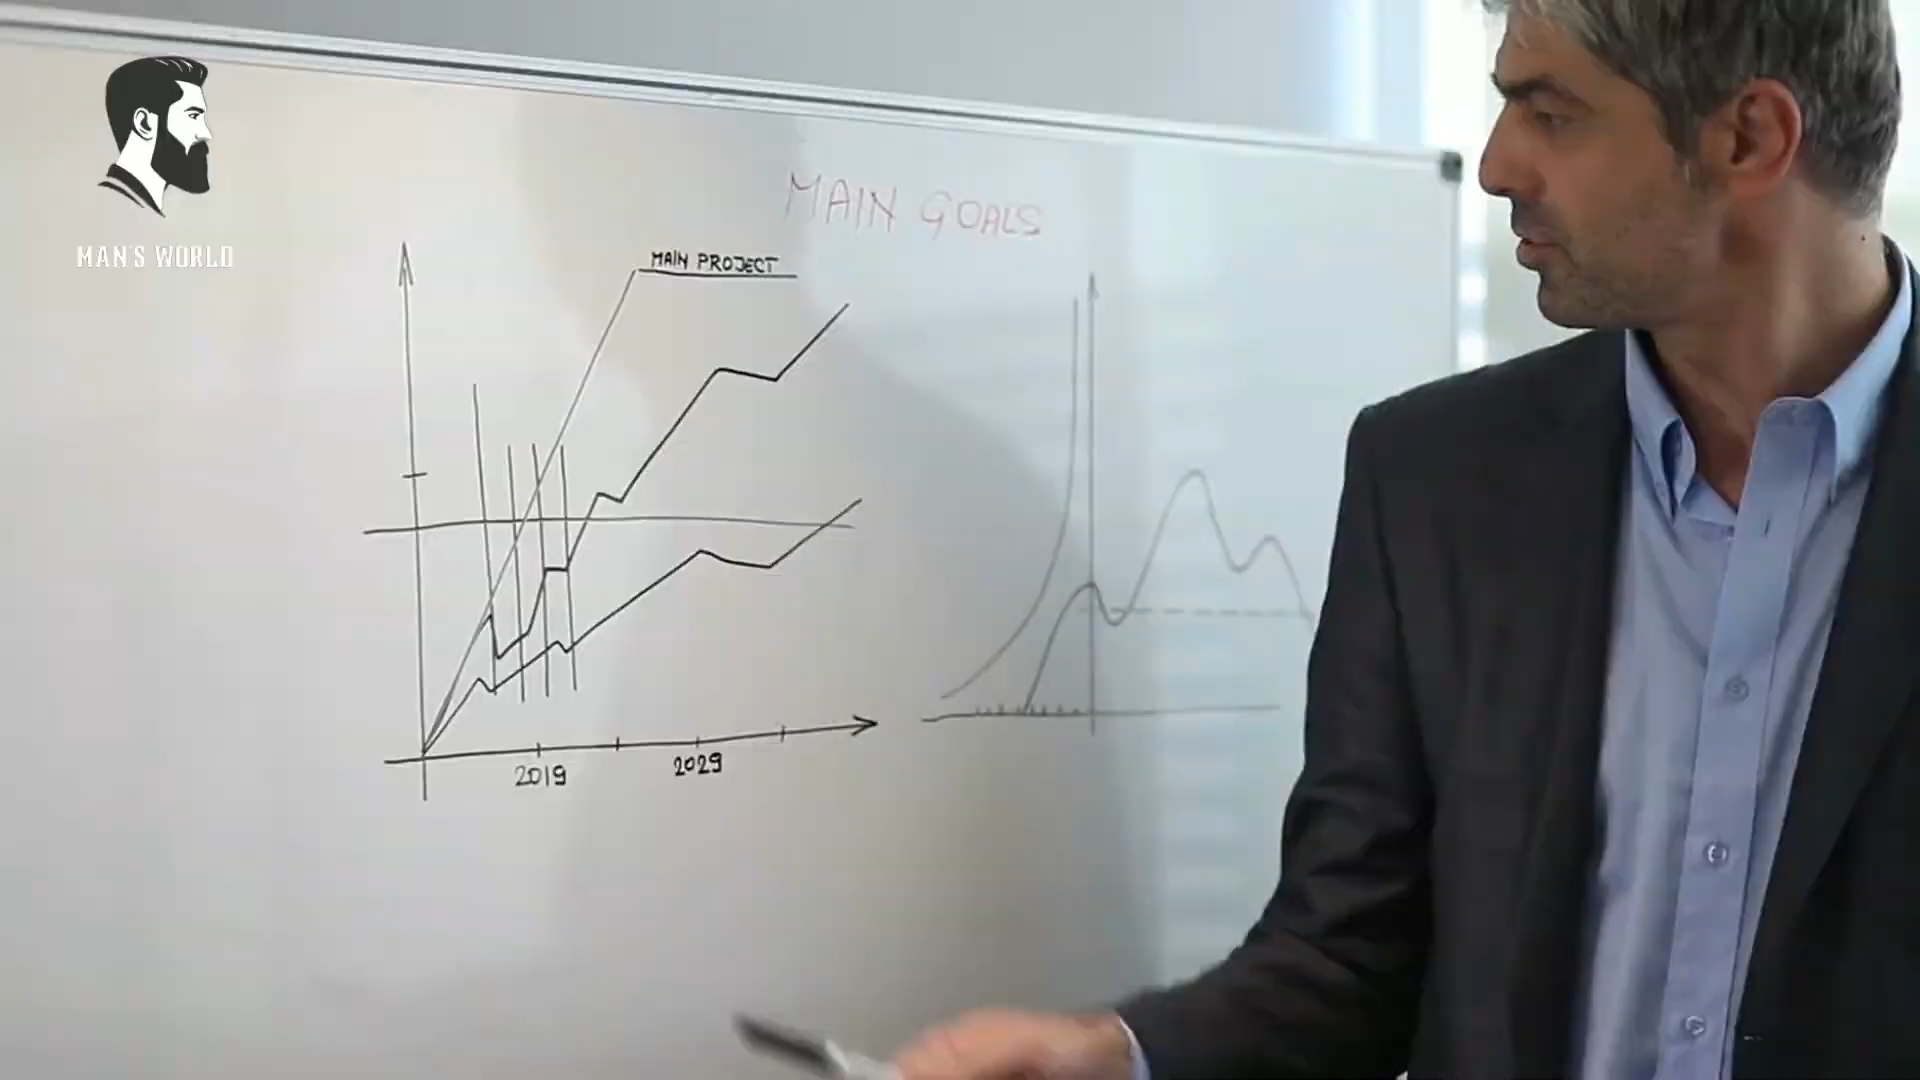 MAN'S WORLD
MAIN GOALS
MAIN PROJECT
2019
2029